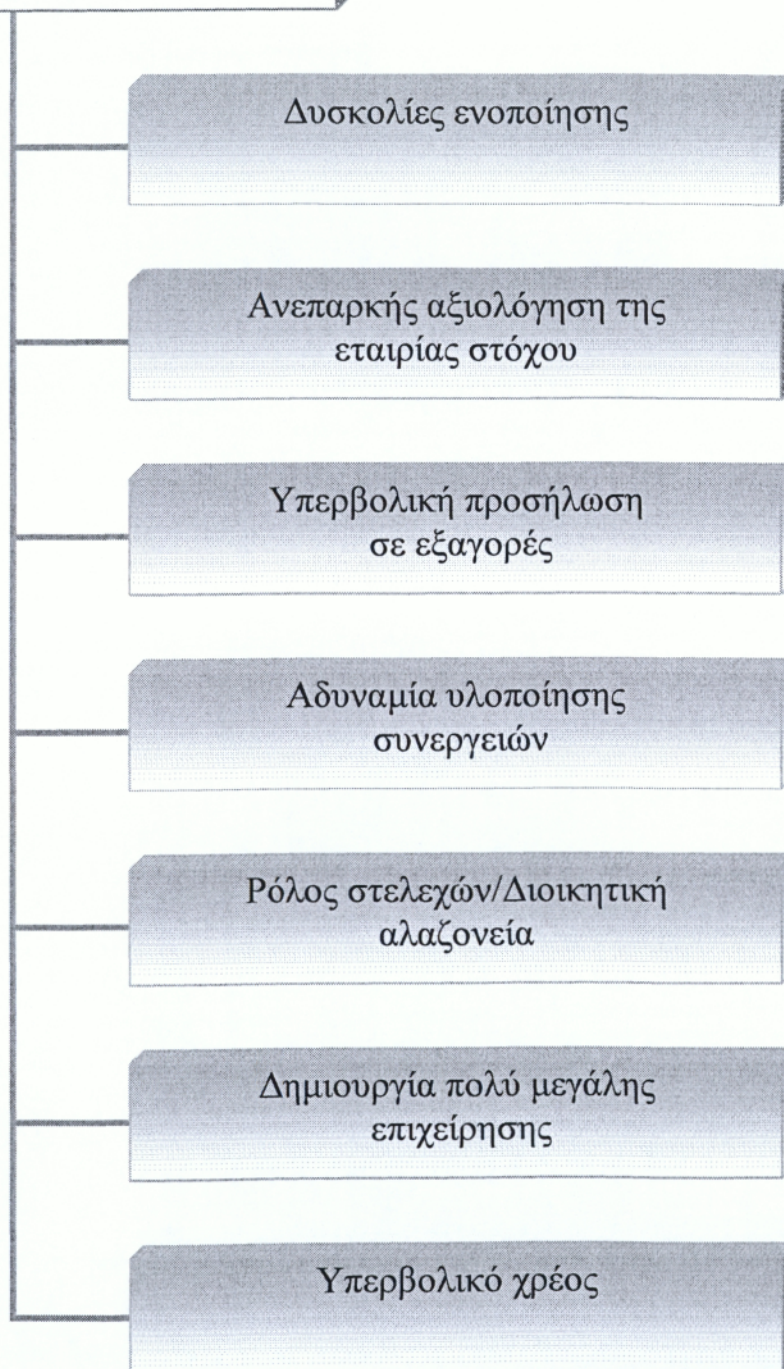 Δυσκολίες ενοποίησης
Ανεπαρκής αξιολόγηση της
εταιρίας στόχου
Υπερβολική προσήλωση
σε εξαγορές
Αδυναμία υλοποίησης
συνεργειών
Ρόλος στελεχών/Διοικητική
αλαζονεία
Δημιουργία πολύ μεγάλης
επιχείρησης
Υπερβολικό χρέος